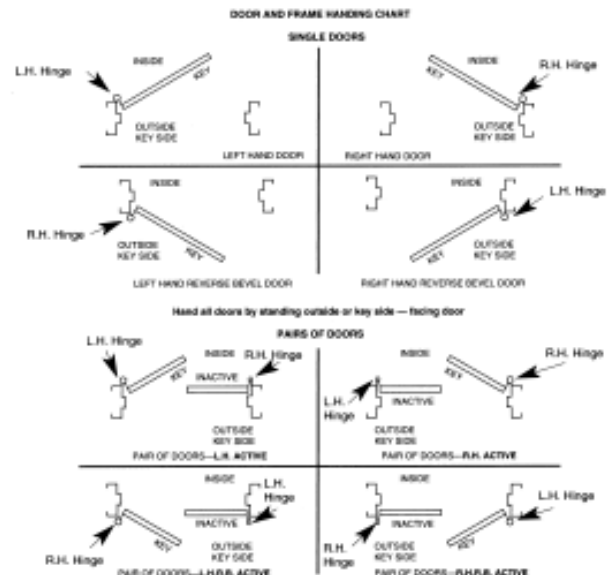 DOOR AND FRAME HANDING CHART
SINGLE DOORS
L.H. Hinge
INSIDE
KEY
OUTSIDE
KEY SIDE
LEFT HAND DOOR
INSIDE
KEY
R.H. Hinge
OUTSIDE
KEY SIDE
RIGHT HAND DOOR
INSIDE
R.H. Hinge
OUTSIDE
KEY SIDE
KEY
LEFT HAND REVERSE BEVEL DOOR
INSIDE
L.H. Hinge
OUTSIDE
KEY SIDE
KEY
RIGHT HAND REVERSE BEVEL DOOR
Hand all doors by standing outside or key side — facing door
PAIRS OF DOORS
L.H. Hinge
INSIDE
R.H. Hinge
KEY
INACTIVE
OUTSIDE
KEY SIDE
PAIR OF DOORS—L.H. ACTIVE
INSIDE
R.H. Hinge
KEY
L.H.
Hinge
INACTIVE
OUTSIDE
KEY SIDE
PAIR OF DOORS—R.H. ACTIVE
INSIDE
L.H.
Hinge
INACTIVE
KEY
OUTSIDE
KEY SIDE
R.H. Hinge
PAIR OF DOORS—L.H.R.B. ACTIVE
INSIDE
L.H. Hinge
INACTIVE
KEY
R.H.
Hinge
OUTSIDE
KEY SIDE
PAIR OF DOORS—R.H.R.B. ACTIVE